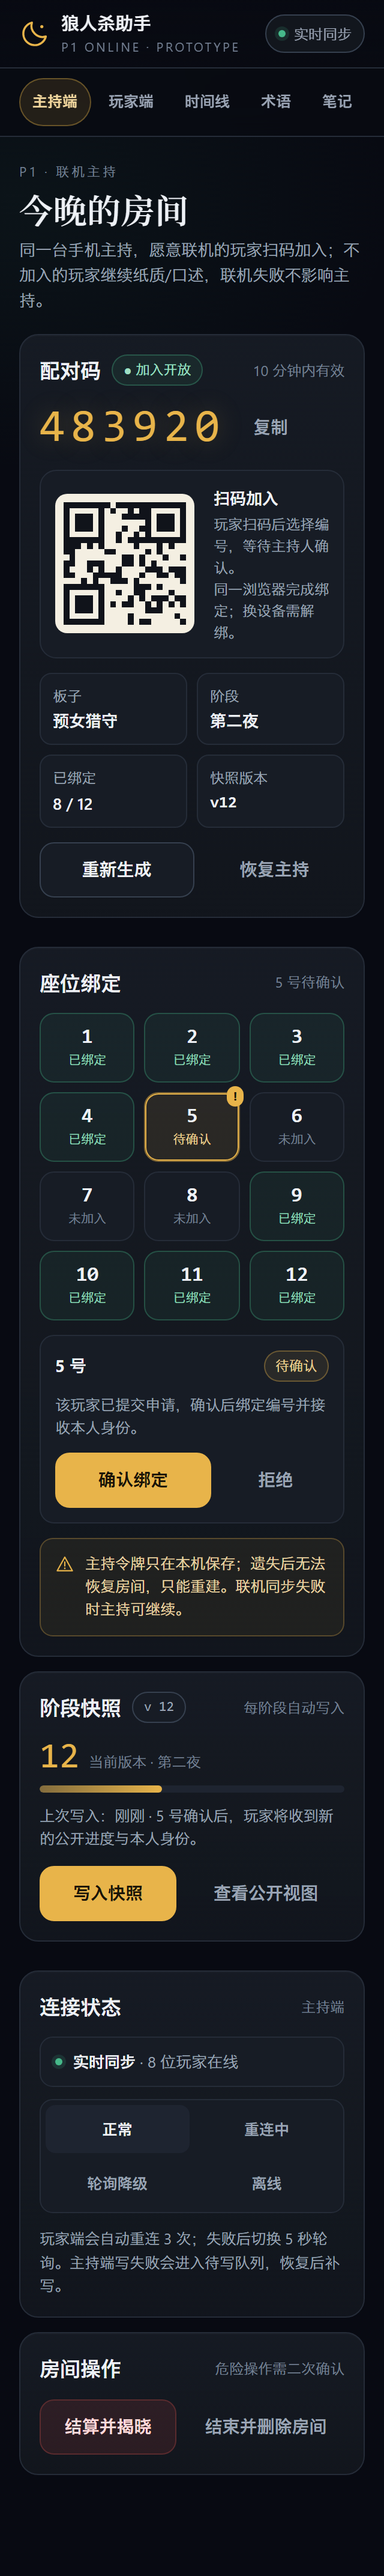 狼人杀助手
P1 ONLINE · PROTOTYPE
实时同步
主持端 玩家端 时间线 术语 笔记
P1 · 联机主持
今晚的房间
同一台手机主持，愿意联机的玩家扫码加入；不
加入的玩家继续纸质/口述，联机失败不影响主
持。
配对码 加入开放 10 分钟内有效
483920 复制
扫码加入
玩家扫码后选择编
号，等待主持人确
认。
同一浏览器完成绑
定；换设备需解
绑。
板子 阶段
预女猎守 第二夜
已绑定 快照版本
8 / 12 v12
重新生成 恢复主持
座位绑定 5 号待确认
1 2 3
已绑定 已绑定 已绑定
!
4 5 6
已绑定 待确认 未加入
7 8 9
未加入 未加入 已绑定
10 11 12
已绑定 已绑定 已绑定
5 号 待确认
该玩家已提交申请，确认后绑定编号并接
收本人身份。
确认绑定 拒绝
主持令牌只在本机保存；遗失后无法
恢复房间，只能重建。联机同步失败
时主持可继续。
阶段快照 v 12 每阶段自动写入
12 当前版本 · 第二夜
上次写入：刚刚 · 5 号确认后，玩家将收到新
的公开进度与本人身份。
写入快照 查看公开视图
连接状态 主持端
实时同步 · 8 位玩家在线
正常 重连中
轮询降级 离线
玩家端会自动重连 3 次；失败后切换 5 秒轮
询。主持端写失败会进入待写队列，恢复后补
写。
房间操作 危险操作需二次确认
结算并揭晓 结束并删除房间